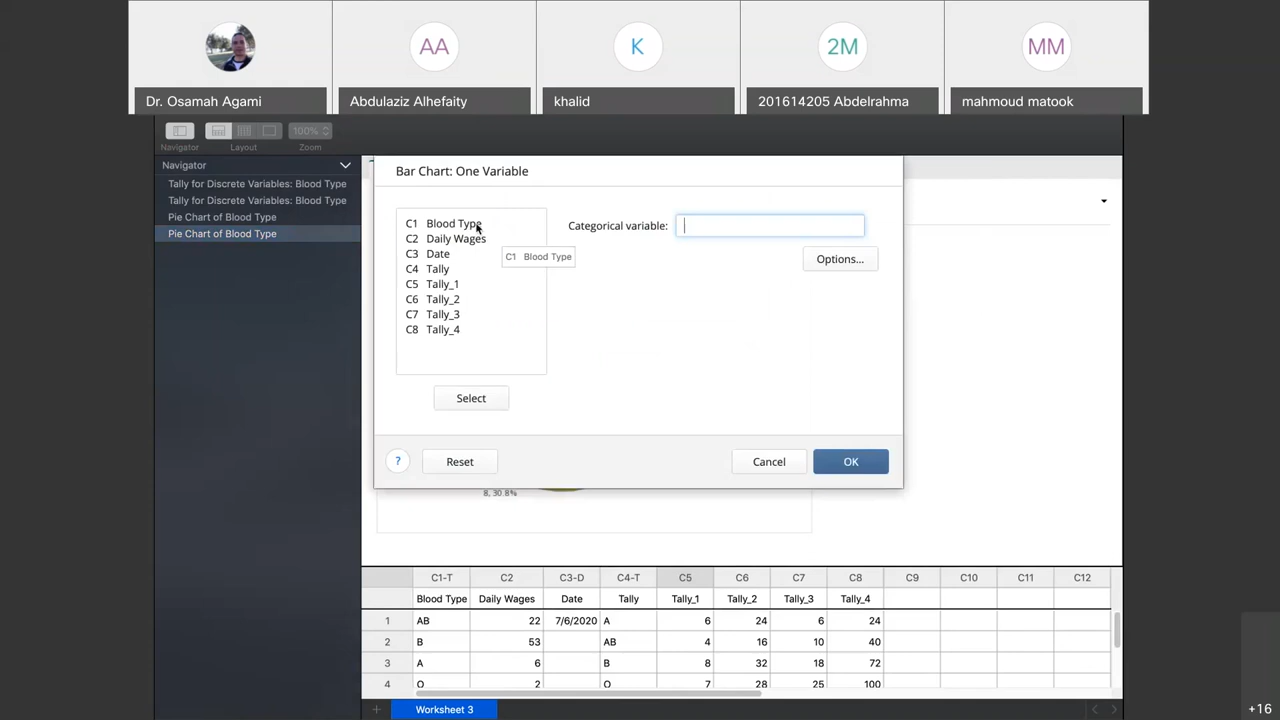 Dr. Osamah Agami
AA
Abdulaziz Alhefaity
K
khalid
2M
201614205 Abdelrahma
MM
mahmoud matook
100%
Navigator
Layout
Zoom
Navigator
Tally for Discrete Variables: Blood Type
Tally for Discrete Variables: Blood Type
Pie Chart of Blood Type
Pie Chart of Blood Type
Bar Chart: One Variable
C1 Blood Type
C2 Daily Wages
C3 Date
C4 Tally
C5 Tally_1
C6 Tally_2
C7 Tally_3
C8 Tally_4
C1 Blood Type
Categorical variable:
Options...
Select
?
Reset
Cancel
OK
8, 30.8%
C1-T C2 C3-D C4-T C5 C6 C7 C8 C9 C10 C11 C12
Blood Type Daily Wages Date Tally Tally_1 Tally_2 Tally_3 Tally_4
1 AB 22 7/6/2020 A 6 24 6 24
2 B 53 AB 4 16 10 40
3 A 6 B 8 32 18 72
4 O 2 O 7 28 25 100
+ Worksheet 3
+16